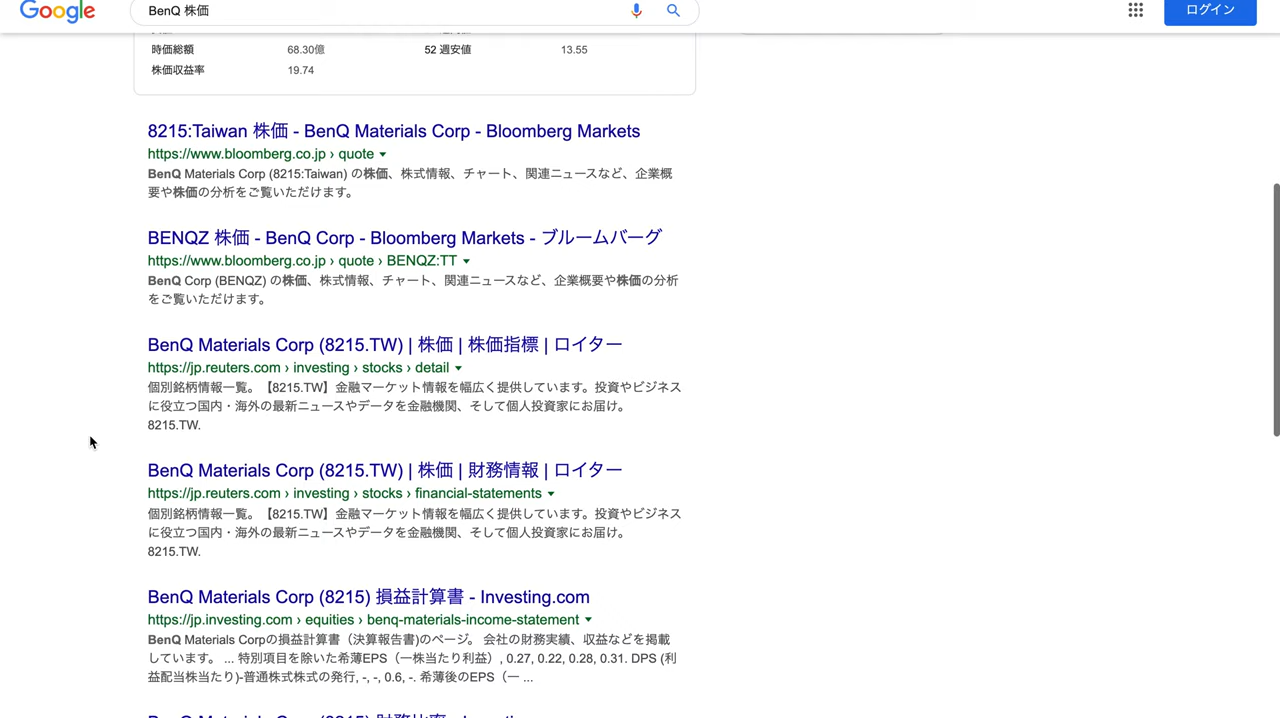 Google
BenQ 株価
ログイン
時価総額 68.30億 52 週安値 13.55
株価収益率 19.74
8215:Taiwan 株価 - BenQ Materials Corp - Bloomberg Markets
https://www.bloomberg.co.jp › quote
BenQ Materials Corp (8215:Taiwan) の株価、株式情報、チャート、関連ニュースなど、企業概
要や株価の分析をご覧いただけます。
BENQZ 株価 - BenQ Corp - Bloomberg Markets - ブルームバーグ
https://www.bloomberg.co.jp › quote › BENQZ:TT
BenQ Corp (BENQZ) の株価、株式情報、チャート、関連ニュースなど、企業概要や株価の分析
をご覧いただけます。
BenQ Materials Corp (8215.TW) | 株価 | 株価指標 | ロイター
https://jp.reuters.com › investing › stocks › detail
個別銘柄情報一覧。【8215.TW】金融マーケット情報を幅広く提供しています。投資やビジネス
に役立つ国内・海外の最新ニュースやデータを金融機関、そして個人投資家にお届け。
8215.TW.
BenQ Materials Corp (8215.TW) | 株価 | 財務情報 | ロイター
https://jp.reuters.com › investing › stocks › financial-statements
個別銘柄情報一覧。【8215.TW】金融マーケット情報を幅広く提供しています。投資やビジネス
に役立つ国内・海外の最新ニュースやデータを金融機関、そして個人投資家にお届け。
8215.TW.
BenQ Materials Corp (8215) 損益計算書 - Investing.com
https://jp.investing.com › equities › benq-materials-income-statement
BenQ Materials Corpの損益計算書（決算報告書)のページ。 会社の財務実績、収益などを掲載
しています。 ... 特別項目を除いた希薄EPS（一株当たり利益）, 0.27, 0.22, 0.28, 0.31. DPS (利
益配当株当たり)-普通株式株式の発行, -, -, 0.6, -. 希薄後のEPS（一 ...